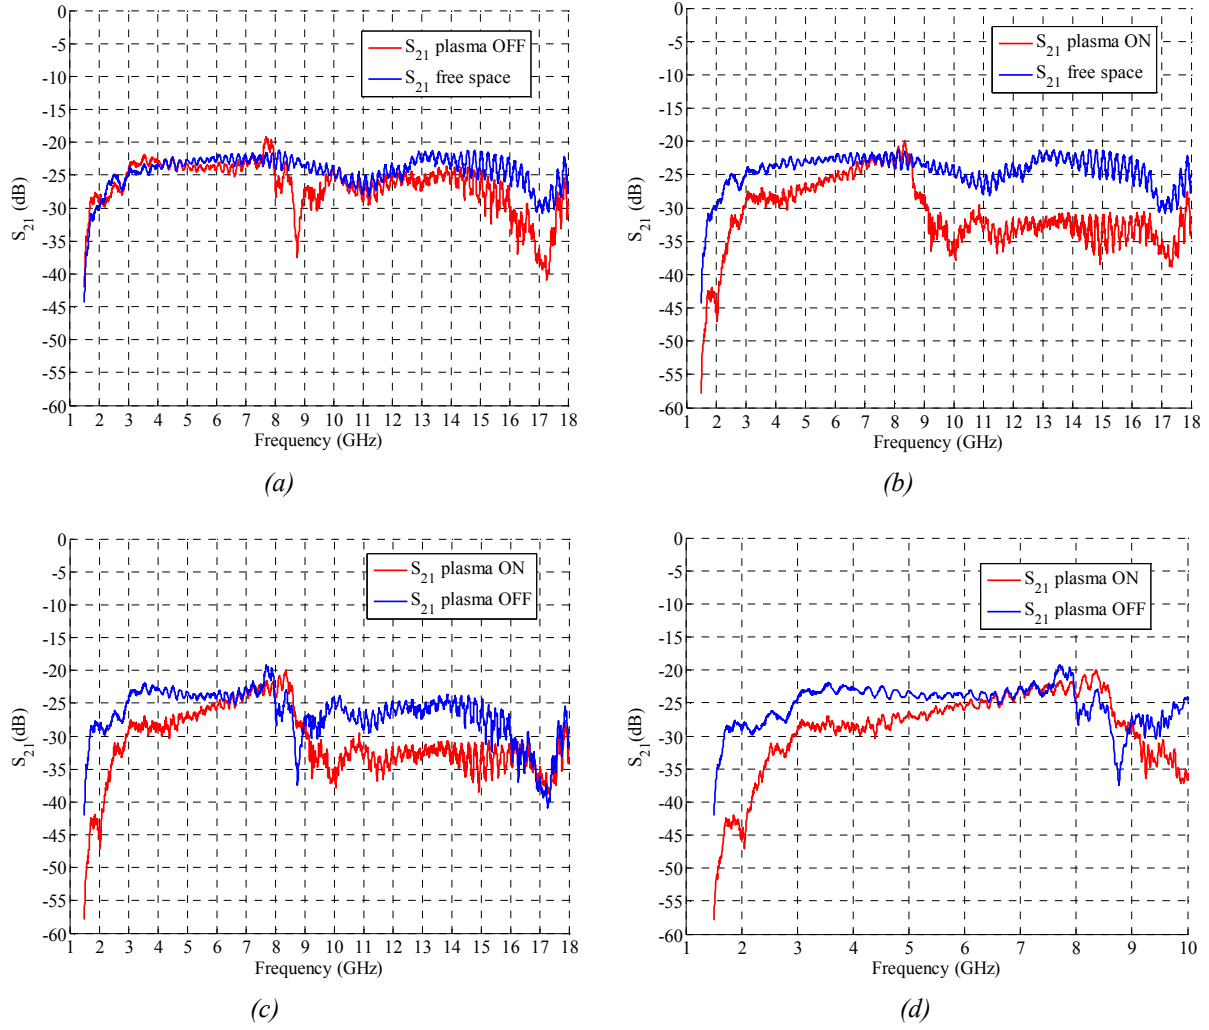 0
-5
-10
-15
-20
-25
-30
-35
-40
-45
-50
-55
-60
S21 (dB)
S21 plasma OFF
S21 free space
1 2 3 4 5 6 7 8 9 10 11 12 13 14 15 16 17 18
Frequency (GHz)
(a)
0
-5
-10
-15
-20
-25
-30
-35
-40
-45
-50
-55
-60
S21 (dB)
S21 plasma ON
S21 free space
1 2 3 4 5 6 7 8 9 10 11 12 13 14 15 16 17 18
Frequency (GHz)
(b)
0
-5
-10
-15
-20
-25
-30
-35
-40
-45
-50
-55
-60
S21 (dB)
S21 plasma ON
S21 plasma OFF
1 2 3 4 5 6 7 8 9 10 11 12 13 14 15 16 17 18
Frequency (GHz)
(c)
0
-5
-10
-15
-20
-25
-30
-35
-40
-45
-50
-55
-60
S21(dB)
S21 plasma ON
S21 plasma OFF
1 2 3 4 5 6 7 8 9 10
Frequency (GHz)
(d)